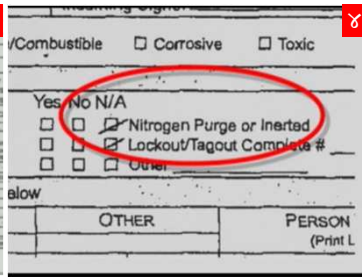 /Combustible ☐ Corrosive ☐ Toxic
Yes No N/A
☐ ☐ ☑ Nitrogen Purge or Inerted
☐ ☐ ☑ Lockout/Tagout Complete #
☐ ☐ ☐ Other
elow
OTHER PERSON
(Print L